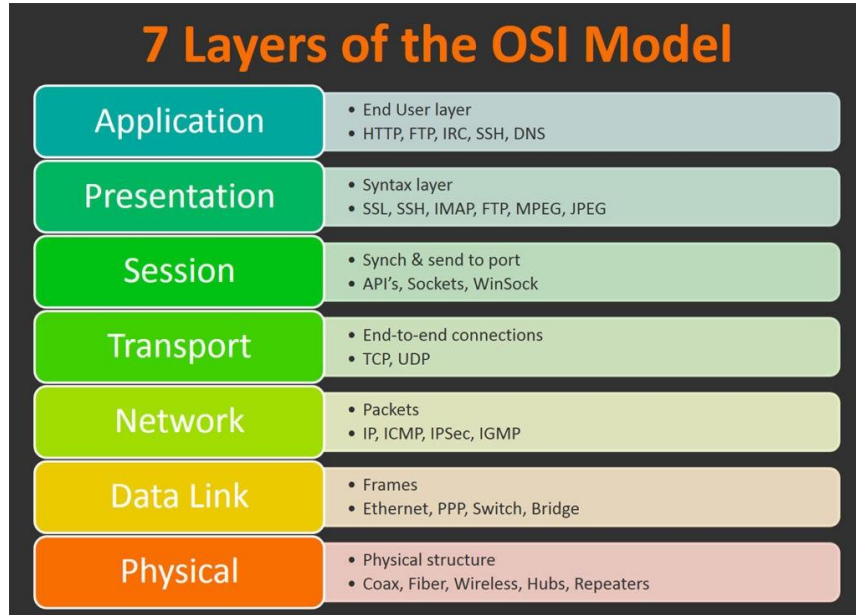 7 Layers of the OSI Model
Application
• End User layer
• HTTP, FTP, IRC, SSH, DNS
Presentation
• Syntax layer
• SSL, SSH, IMAP, FTP, MPEG, JPEG
Session
• Synch & send to port
• API's, Sockets, WinSock
Transport
• End-to-end connections
• TCP, UDP
Network
• Packets
• IP, ICMP, IPSec, IGMP
Data Link
• Frames
• Ethernet, PPP, Switch, Bridge
Physical
• Physical structure
• Coax, Fiber, Wireless, Hubs, Repeaters